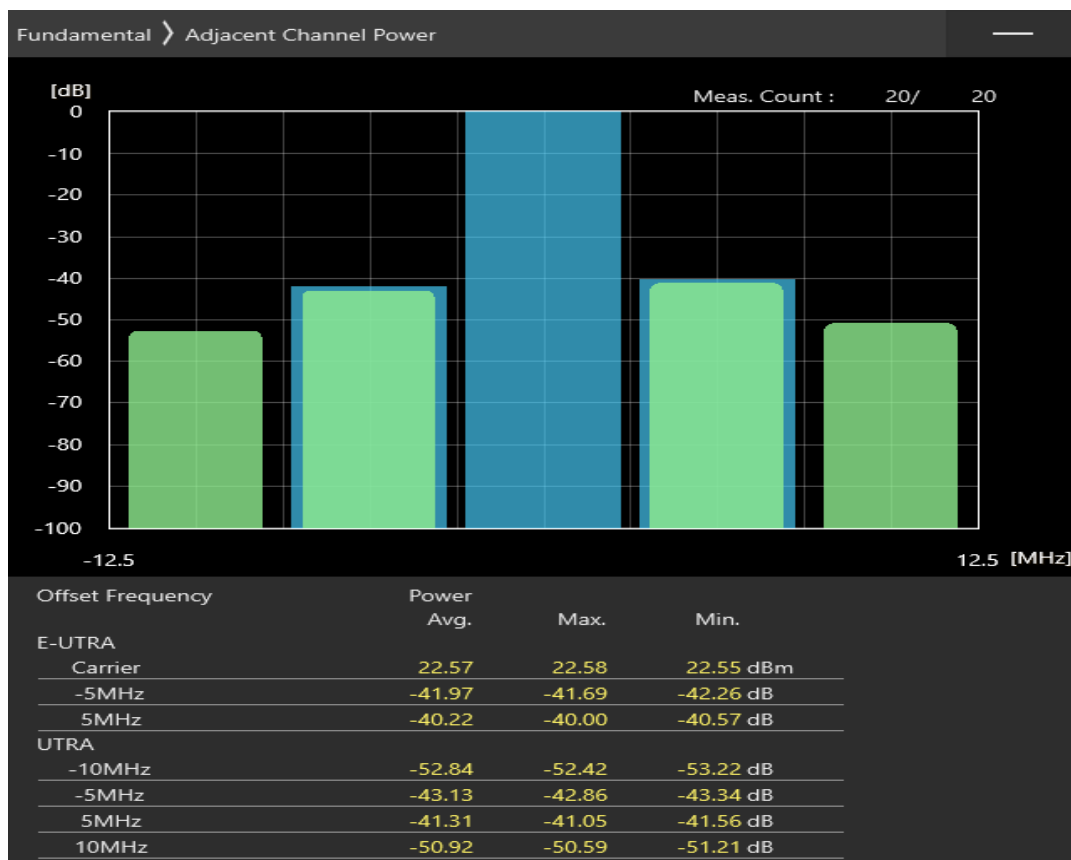 Fundamental ❯ Adjacent Channel Power
[dB]
Meas. Count : 20/ 20
0
-10
-20
-30
-40
-50
-60
-70
-80
-90
-100
-12.5 12.5 [MHz]
Offset Frequency Power
Avg. Max. Min.
E-UTRA
Carrier 22.57 22.58 22.55 dBm
-5MHz -41.97 -41.69 -42.26 dB
5MHz -40.22 -40.00 -40.57 dB
UTRA
-10MHz -52.84 -52.42 -53.22 dB
-5MHz -43.13 -42.86 -43.34 dB
5MHz -41.31 -41.05 -41.56 dB
10MHz -50.92 -50.59 -51.21 dB